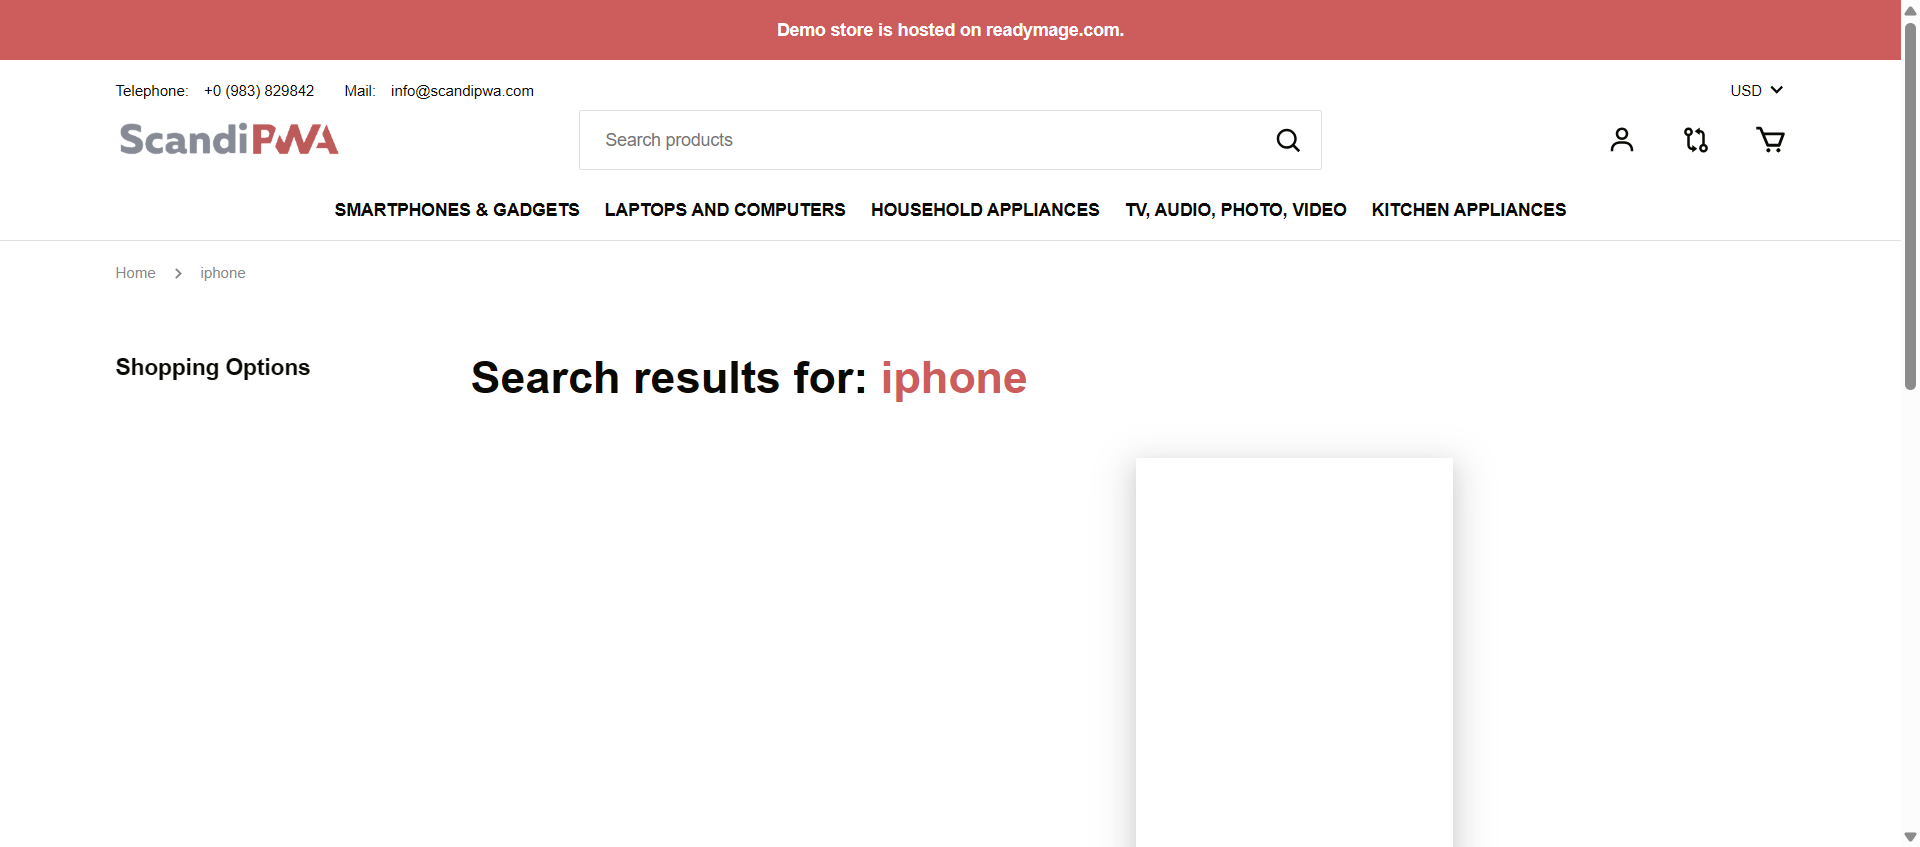 Demo store is hosted on readymage.com.
Telephone: +0 (983) 829842 Mail: info@scandipwa.com
USD
ScandiPWA
Search products
SMARTPHONES & GADGETS LAPTOPS AND COMPUTERS HOUSEHOLD APPLIANCES TV, AUDIO, PHOTO, VIDEO KITCHEN APPLIANCES
Home iphone
Shopping Options
Search results for: iphone